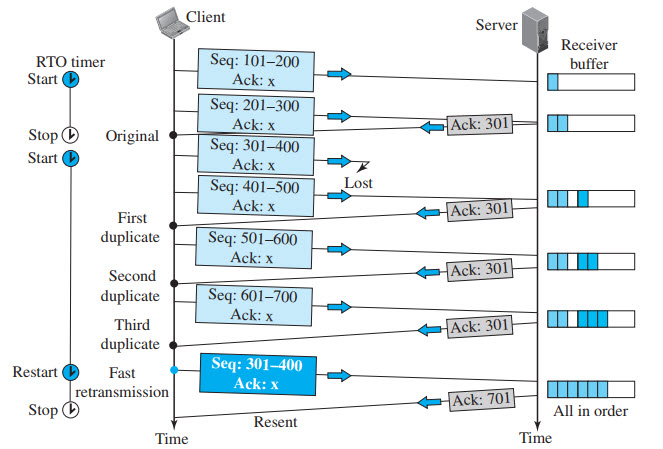 Client
Server
Receiver
buffer
RTO timer
Start
Seq: 101–200
Ack: x
Seq: 201–300
Ack: x
Ack: 301
Stop
Original
Start
Seq: 301–400
Ack: x
Lost
Seq: 401–500
Ack: x
Ack: 301
First
duplicate
Seq: 501–600
Ack: x
Ack: 301
Second
duplicate
Seq: 601–700
Ack: x
Ack: 301
Third
duplicate
Restart
Fast
retransmission
Seq: 301–400
Ack: x
Ack: 701
All in order
Stop
Resent
Time
Time